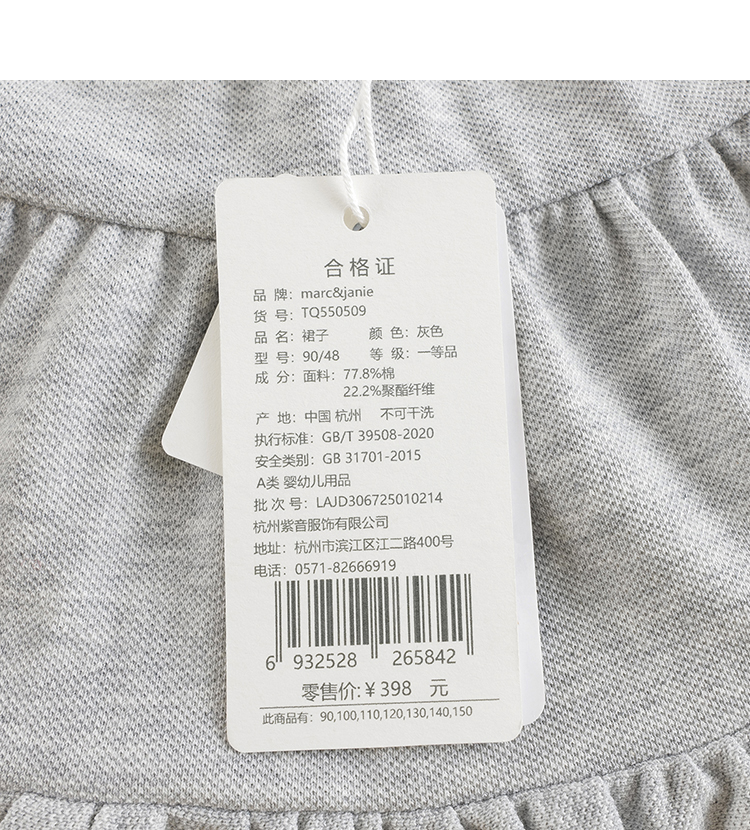 合格证
品 牌：marc&janie
货 号：TQ550509
品 名：裙子 颜 色：灰色
型 号：90/48 等 级：一等品
成 分：面料：77.8%棉
22.2%聚酯纤维
产 地：中国 杭州 不可干洗
执行标准：GB/T 39508-2020
安全类别：GB 31701-2015
A类 婴幼儿用品
批 次 号：LAJD306725010214
杭州紫音服饰有限公司
地址：杭州市滨江区江二路400号
电话：0571-82666919
6 932528 265842
零售价:￥398 元
此商品有：90,100,110,120,130,140,150